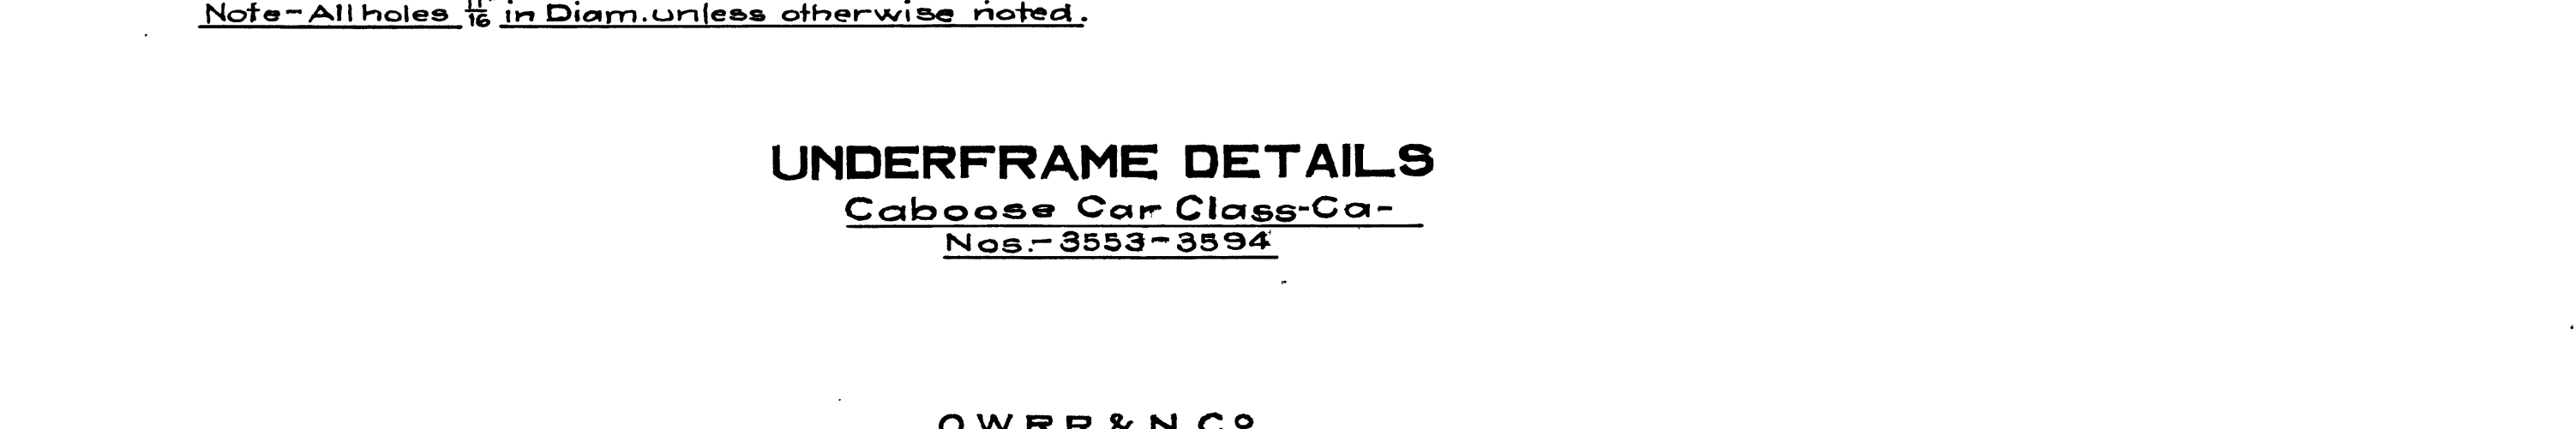 Note-All holes 11/16 in Diam. unless otherwise noted.
UNDERFRAME DETAILS
Caboose Car Class-Ca-
Nos.-3553-3594
O W R R & N Co